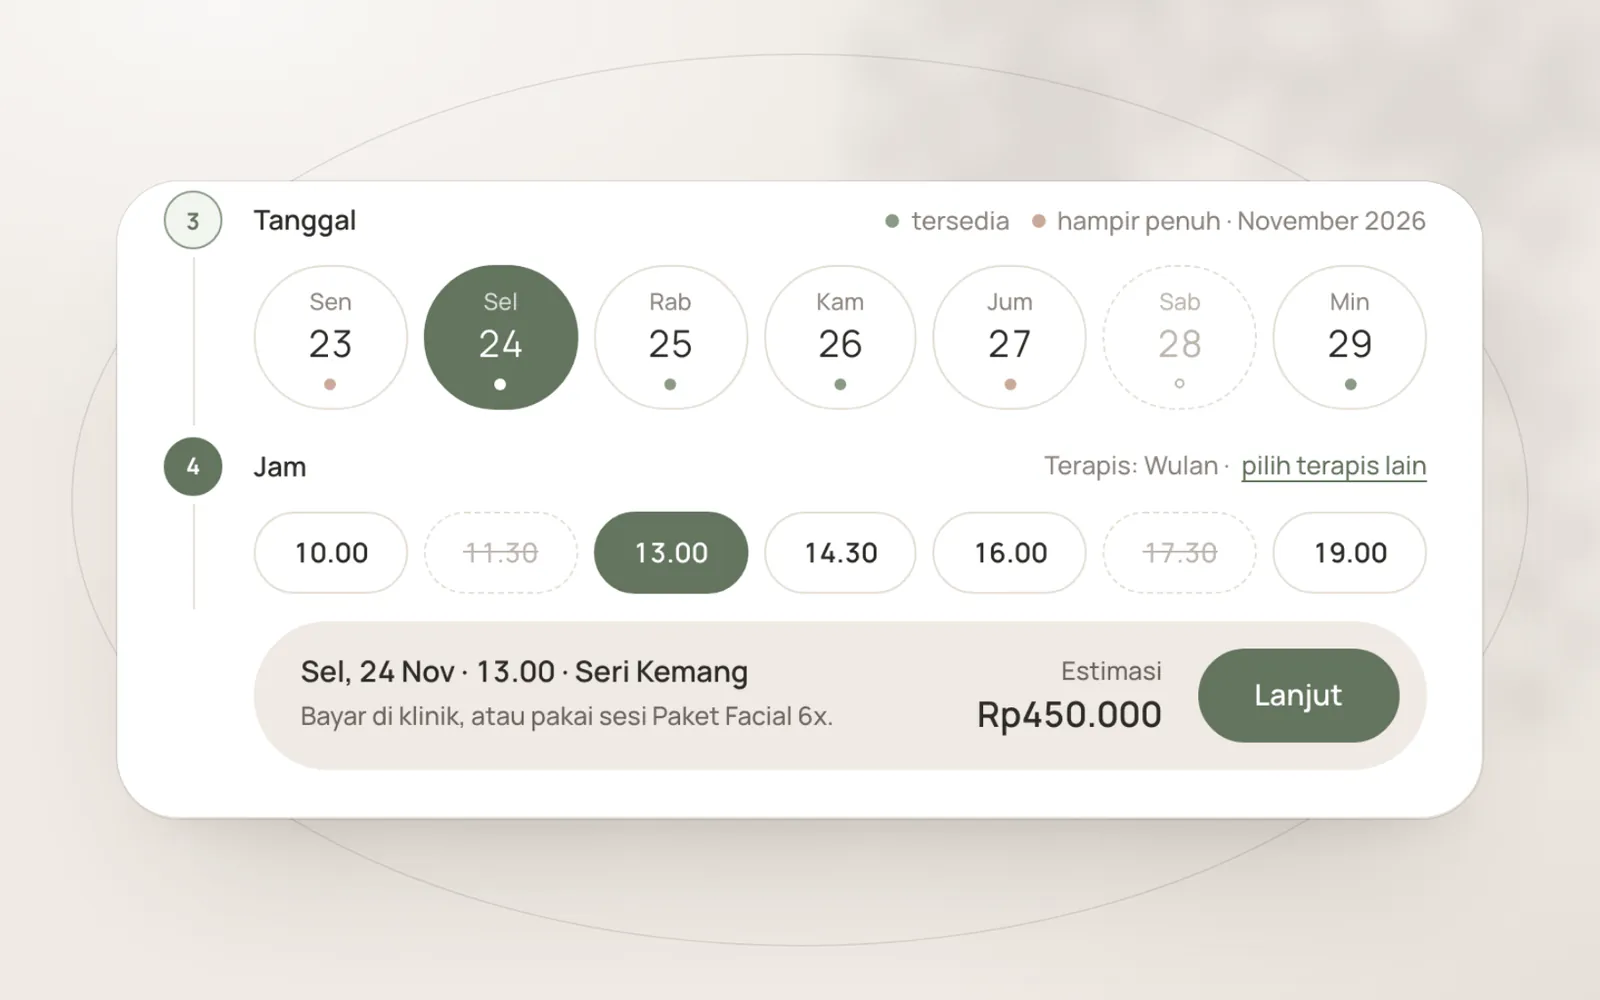 3 Tanggal tersedia hampir penuh · November 2026
Sen Sel Rab Kam Jum Sab Min
23 24 25 26 27 28 29
4 Jam Terapis: Wulan · pilih terapis lain
10.00 11.30 13.00 14.30 16.00 17.30 19.00
Sel, 24 Nov · 13.00 · Seri Kemang
Bayar di klinik, atau pakai sesi Paket Facial 6x.
Estimasi
Rp450.000
Lanjut